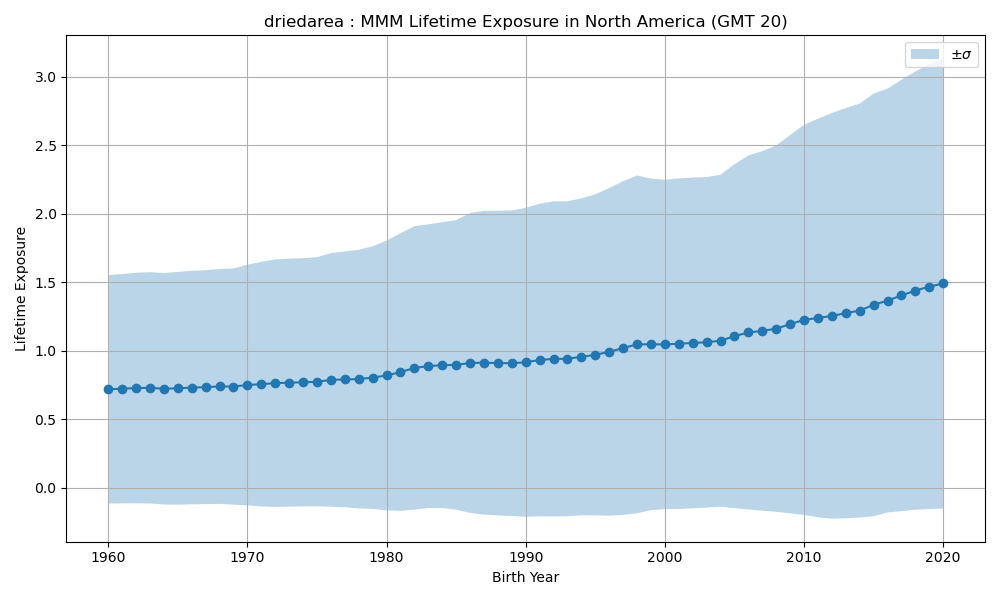 driedarea : MMM Lifetime Exposure in North America (GMT 20)
±σ
3.0
2.5
2.0
1.5
1.0
0.5
0.0
Lifetime Exposure
1960 1970 1980 1990 2000 2010 2020
Birth Year